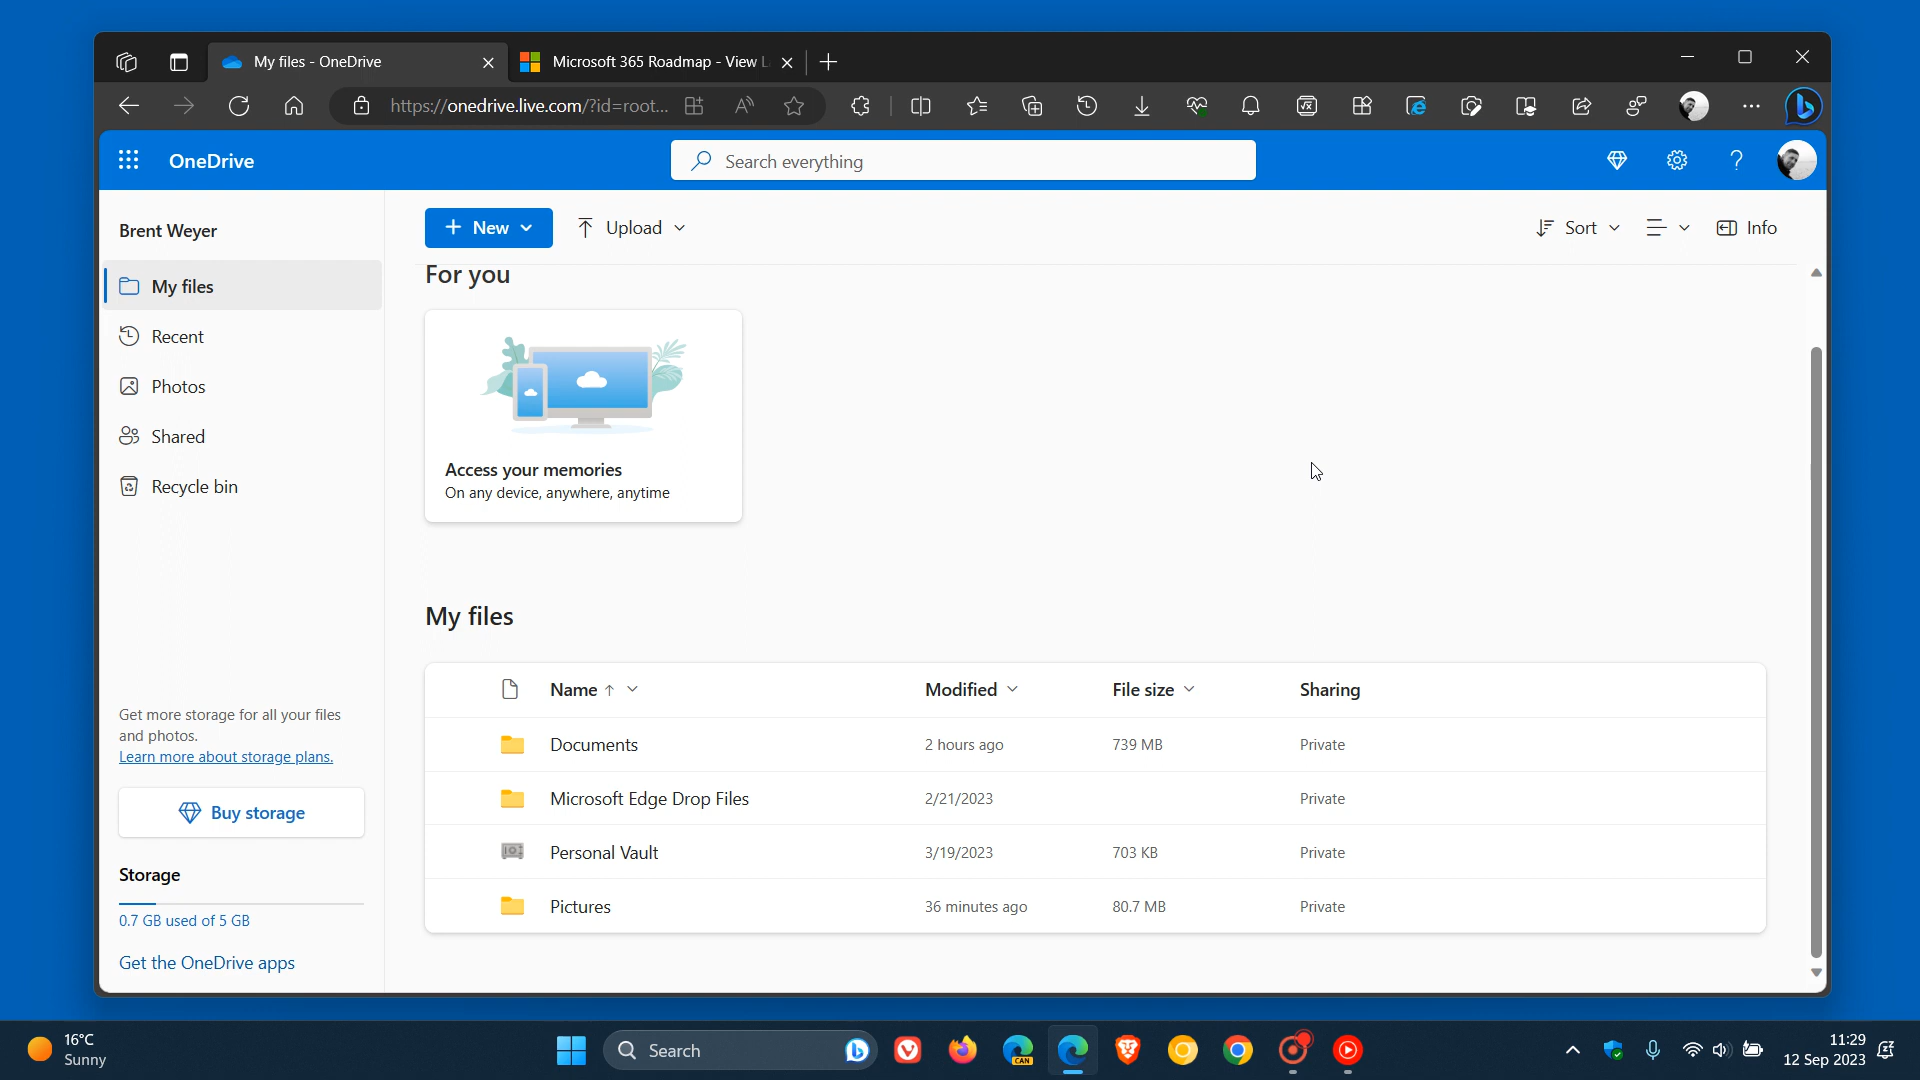 My files - OneDrive
Microsoft 365 Roadmap - View L
https://onedrive.live.com/?id=root...
OneDrive
Search everything
Brent Weyer
New
Upload
Sort
Info
My files
Recent
Photos
Shared
Recycle bin
For you
Access your memories
On any device, anywhere, anytime
My files
Name
Modified
File size
Sharing
Documents
2 hours ago
739 MB
Private
Microsoft Edge Drop Files
2/21/2023
Private
Personal Vault
3/19/2023
703 KB
Private
Pictures
36 minutes ago
80.7 MB
Private
Get more storage for all your files
and photos.
Learn more about storage plans.
Buy storage
Storage
0.7 GB used of 5 GB
Get the OneDrive apps
16°C
Sunny
Search
CAN
11:29
12 Sep 2023